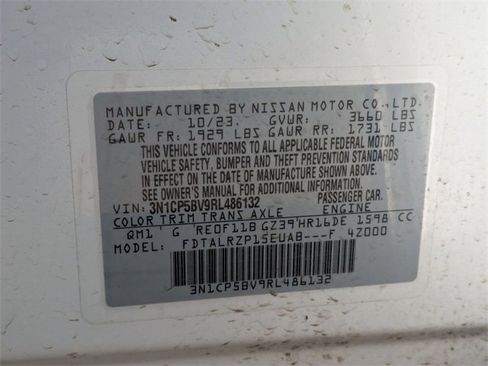 MANUFACTURED BY NISSAN MOTOR CO.,LTD.
DATE: 10/23. GVWR: 3660 LBS
GAWR FR: 1929 LBS GAWR RR: 1731 LBS
THIS VEHICLE CONFORMS TO ALL APPLICABLE FEDERAL MOTOR
VEHICLE SAFETY, BUMPER AND THEFT PREVENTION STANDARDS
IN EFFECT ON THE DATE OF MANUFACTURE SHOWN ABOVE.
SEE OWNER'S MANUAL FOR MORE INFORMATION.
VIN: 3N1CP5BV9RL486132 PASSENGER CAR.
COLOR TRIM TRANS AXLE ENGINE
QM1 G RE0F11B GZ39 HR16DE 1598 CC
MODEL: FDTALRZP15EUAB---F 4Z000
3N1CP5BV9RL486132